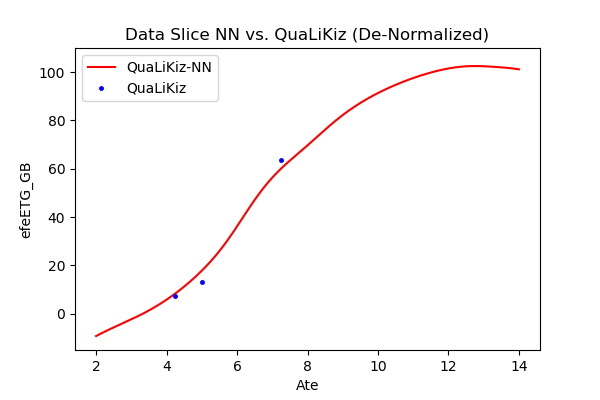 Data Slice NN vs. QuaLiKiz (De-Normalized)
QuaLiKiz-NN
QuaLiKiz
100
80
60
40
20
0
efeETG_GB
2 4 6 8 10 12 14
Ate